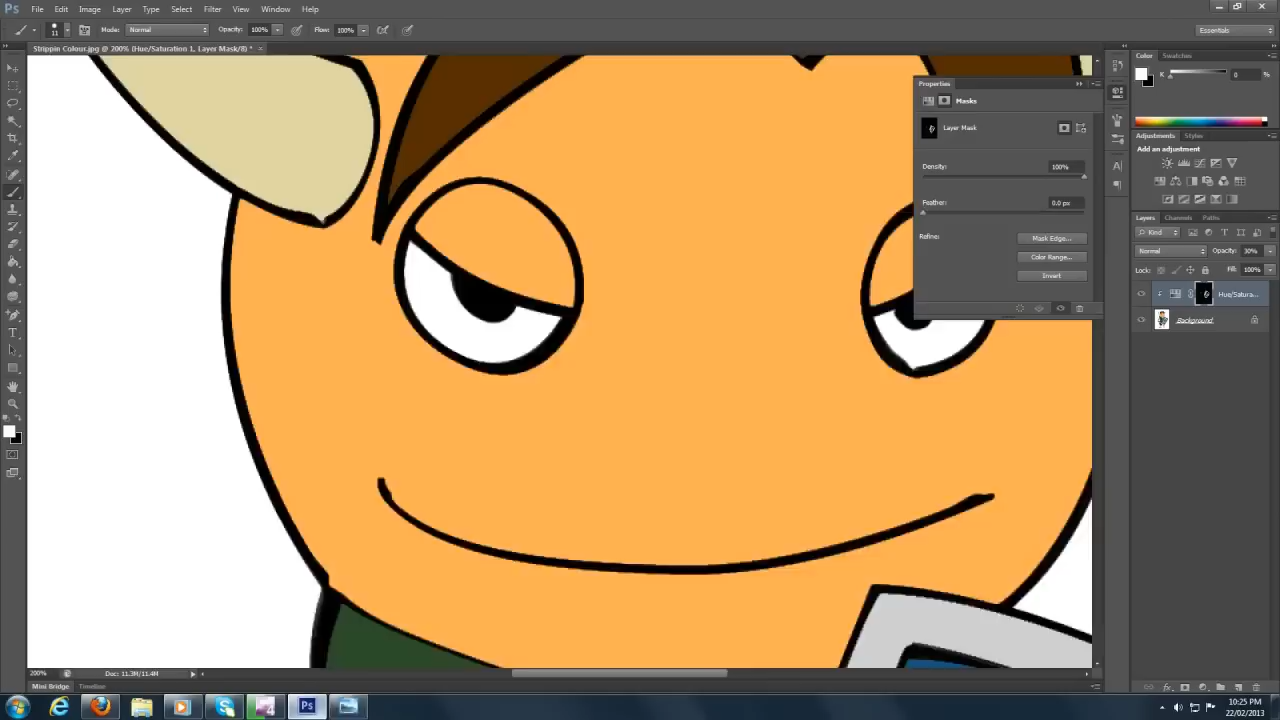 Ps File Edit Image Layer Type Select Filter View Window Help
11 Mode: Normal Opacity: 100% Flow: 100% Essentials
Strippin Colour.jpg @ 200% (Hue/Saturation 1, Layer Mask/8) * ×
Color Swatches
K 0 %
Properties
Masks
Layer Mask
Density: 100%
Feather: 0.0 px
Refine: Mask Edge...
Color Range...
Invert
Adjustments Styles
Add an adjustment
Layers Channels Paths
Kind
Normal Opacity: 30%
Lock: Fill: 100%
Hue/Satura...
Background
200% Doc: 11.3M/11.4M
Mini Bridge Timeline
10:25 PM
22/02/2013